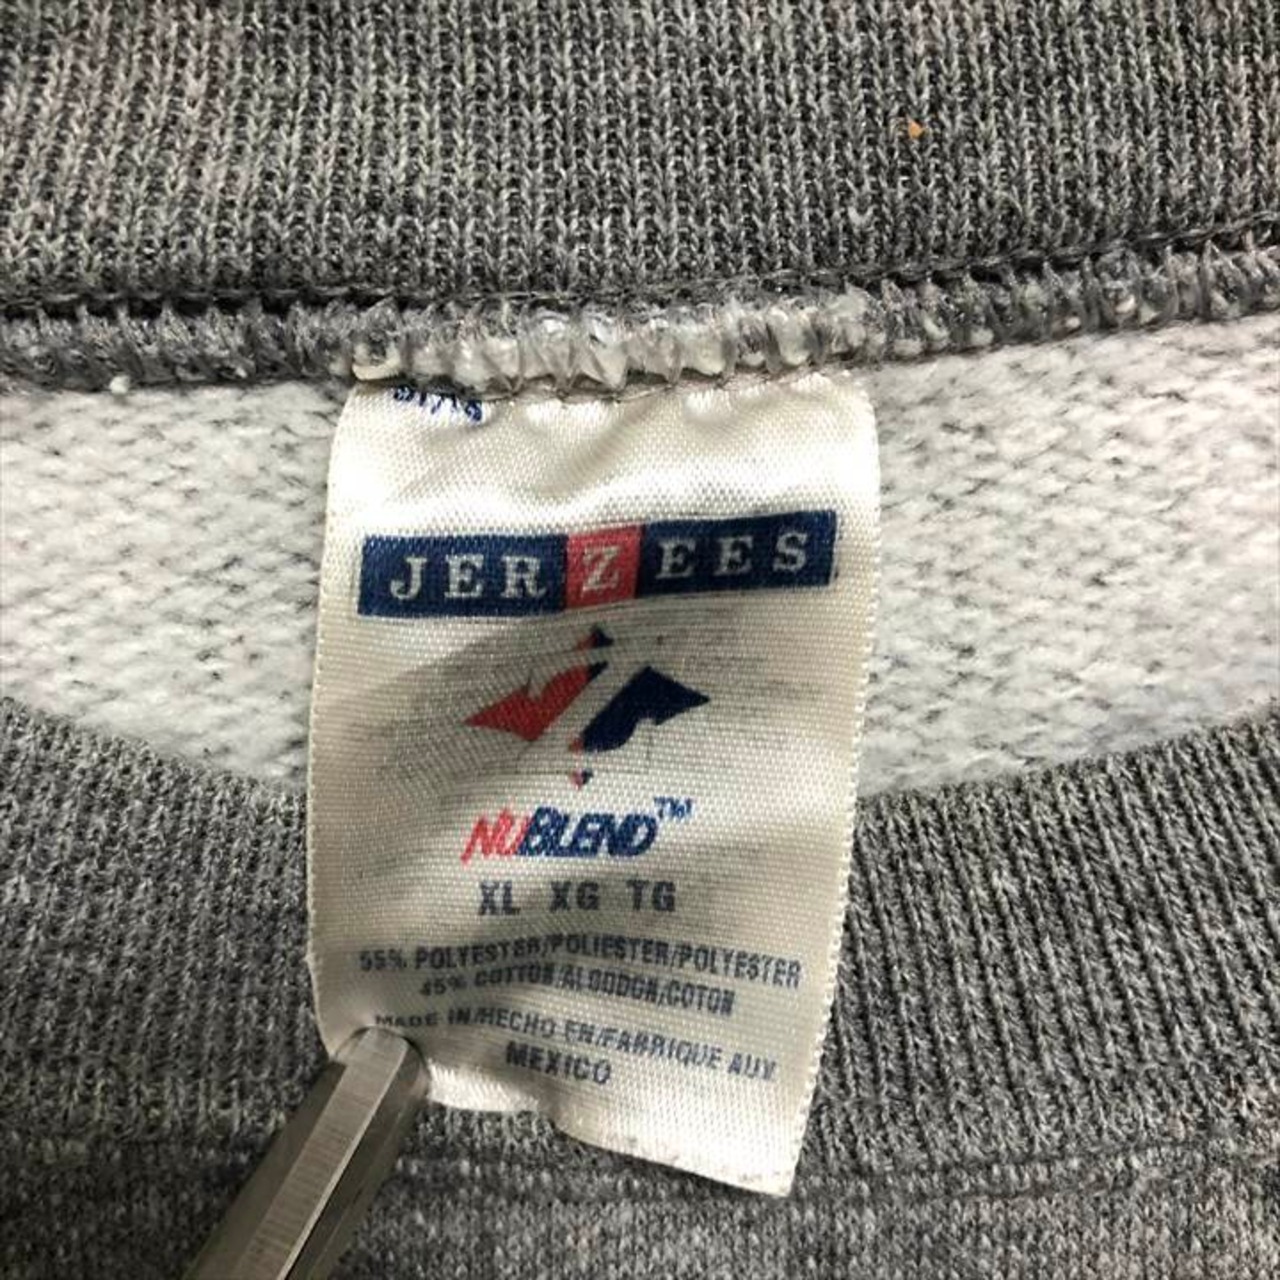 JERZEES
NUBLEND™
XL XG TG
55% POLYESTER/POLIESTER/POLYESTER
45% COTTON/ALGODON/COTON
MADE IN/HECHO EN/FABRIQUE AUX
MEXICO